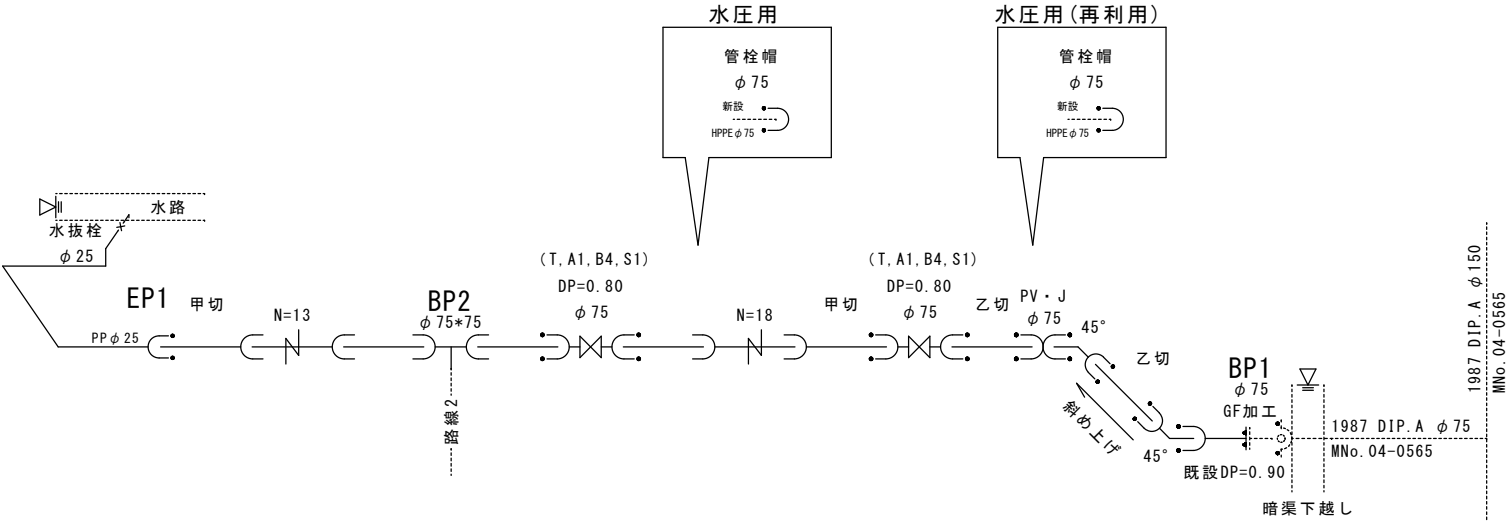 水圧用
管栓帽
φ75
新設
HPPEφ75
水圧用(再利用)
管栓帽
φ75
新設
HPPEφ75
水路
水抜栓
φ25
EP1
甲切
PPφ25
N=13
BP2
φ75*75
路線2
(T,A1,B4,S1)
DP=0.80
φ75
N=18
甲切
(T,A1,B4,S1)
DP=0.80
φ75
乙切
PV・J
φ75
45°
乙切
斜め上げ
45°
BP1
φ75
GF加工
既設DP=0.90
暗渠下越し
1987 DIP.A φ75
MNo.04-0565
1987 DIP.A φ150
MNo.04-0565